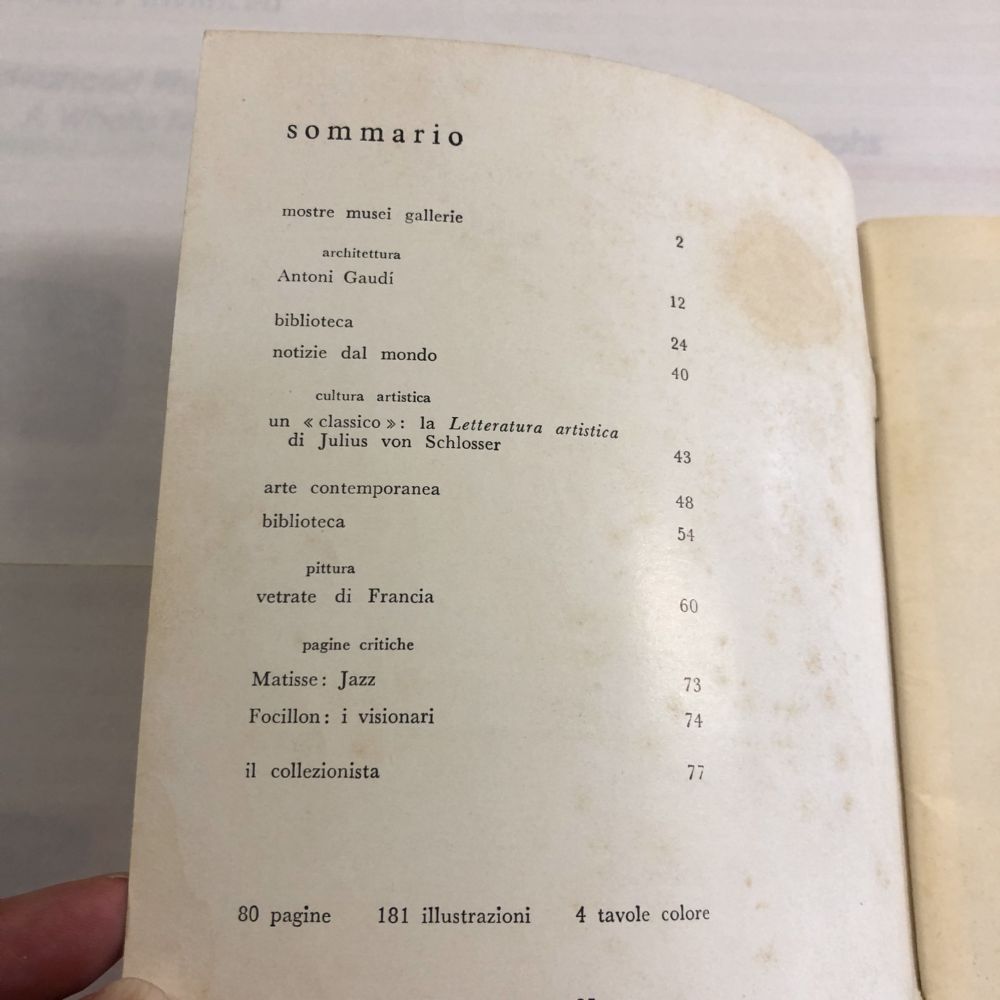 sommario
mostre musei gallerie 2
architettura
Antoni Gaudí 12
biblioteca 24
notizie dal mondo 40
cultura artistica
un « classico » : la Letteratura artistica
di Julius von Schlosser 43
arte contemporanea 48
biblioteca 54
pittura
vetrate di Francia 60
pagine critiche
Matisse: Jazz 73
Focillon: i visionari 74
il collezionista 77
80 pagine 181 illustrazioni 4 tavole colore